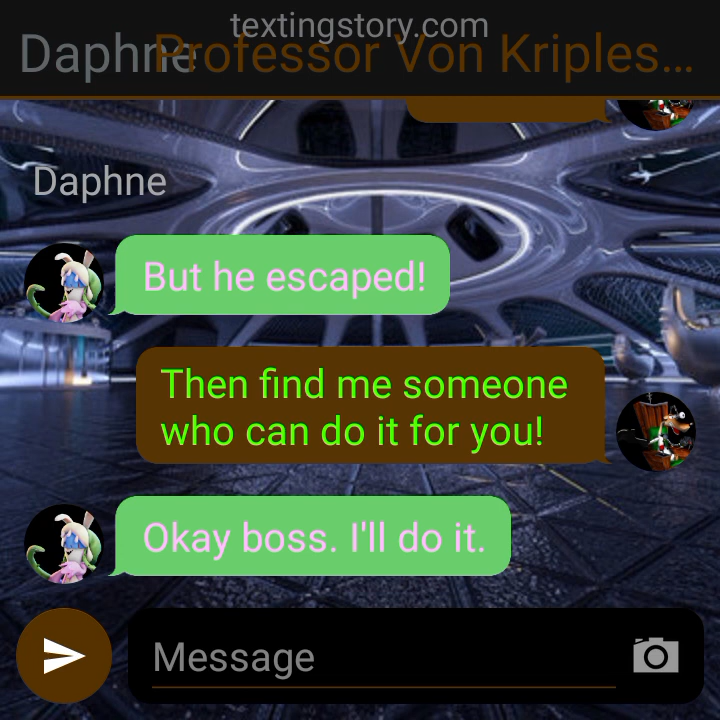 textingstory.com
Daphne
Professor Von Kriples...
Daphne
But he escaped!
Then find me someone
who can do it for you!
Okay boss. I'll do it.
Message